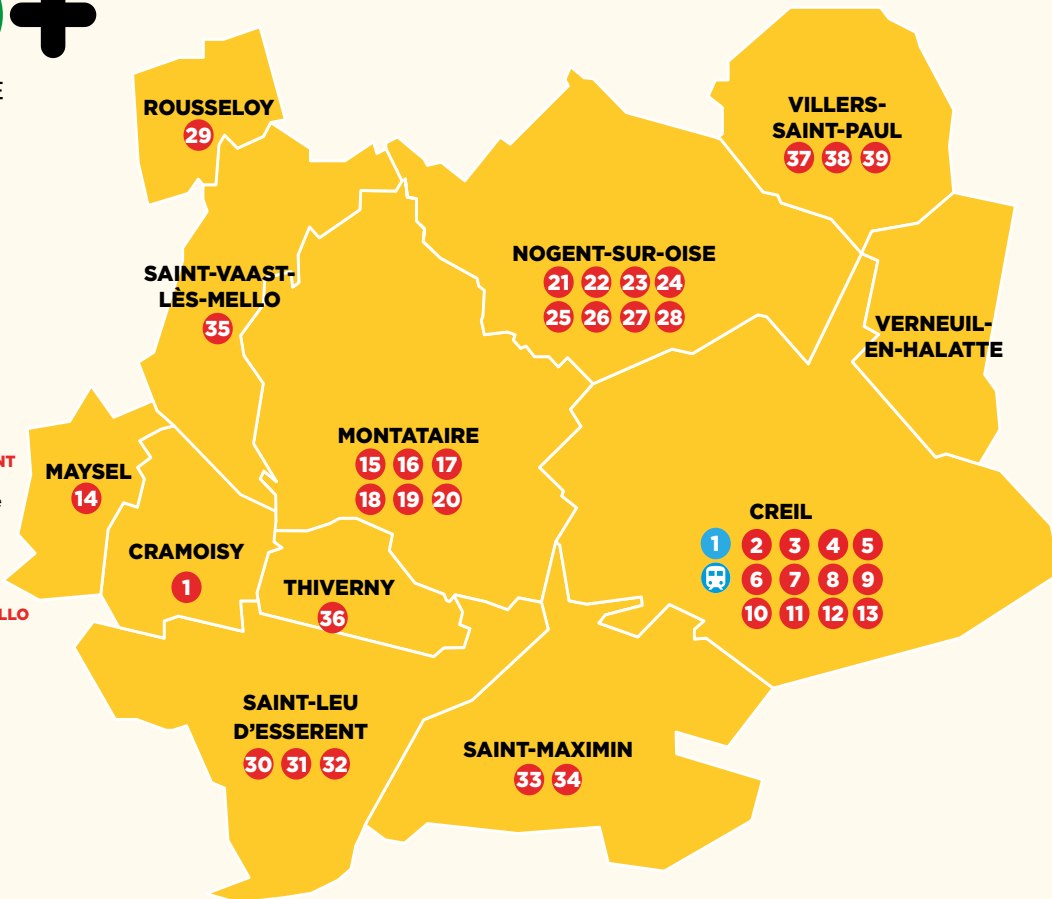 E
ROUSSELOY
29
VILLERS-
SAINT-PAUL
37 38 39
NOGENT-SUR-OISE
21 22 23 24
25 26 27 28
SAINT-VAAST-
LÈS-MELLO
35
VERNEUIL-
EN-HALATTE
MONTATAIRE
15 16 17
18 19 20
NT
MAYSEL
14
CREIL
1 2 3 4 5
6 7 8 9
10 11 12 13
CRAMOISY
1
THIVERNY
36
LLO
SAINT-LEU
D'ESSERENT
30 31 32
SAINT-MAXIMIN
33 34